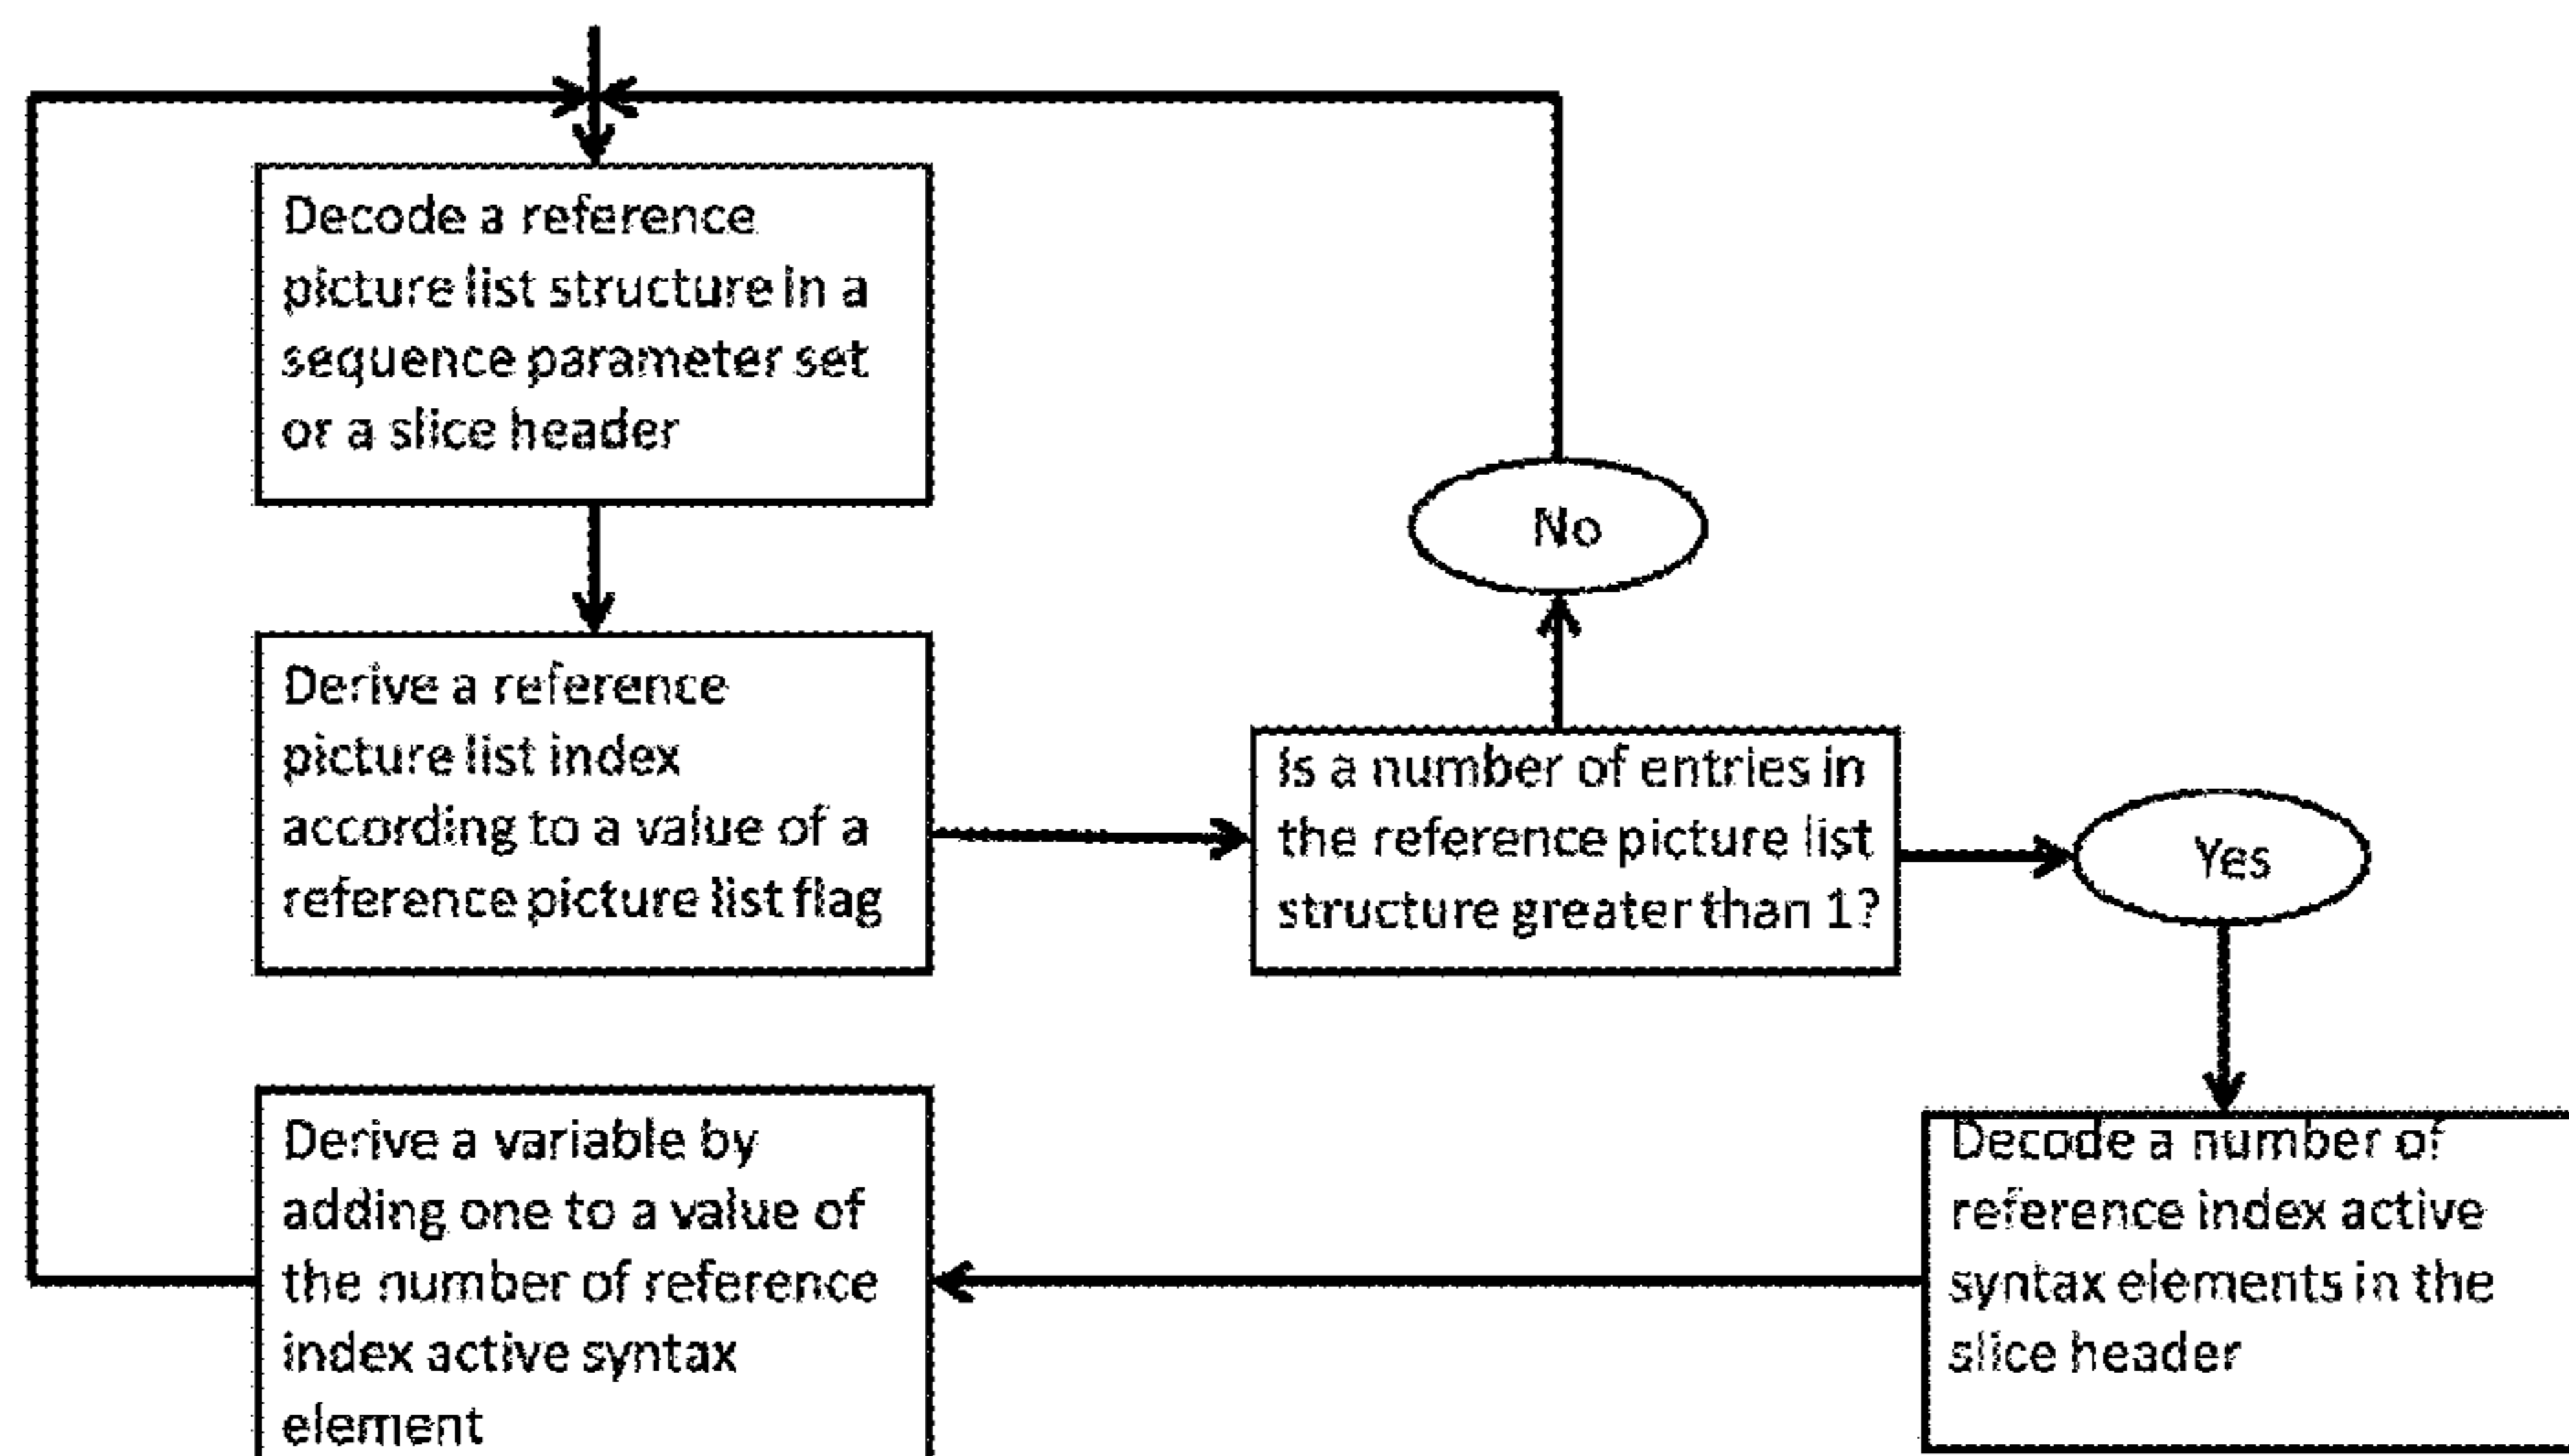 Decode a reference
picture list structure in a
sequence parameter set
or a slice header
No
Derive a reference
picture list index
according to a value of a
reference picture list flag
Is a number of entries in
the reference picture list
structure greater than 1?
Yes
Derive a variable by
adding one to a value of
the number of reference
index active syntax
element
Decode a number of
reference index active
syntax elements in the
slice header